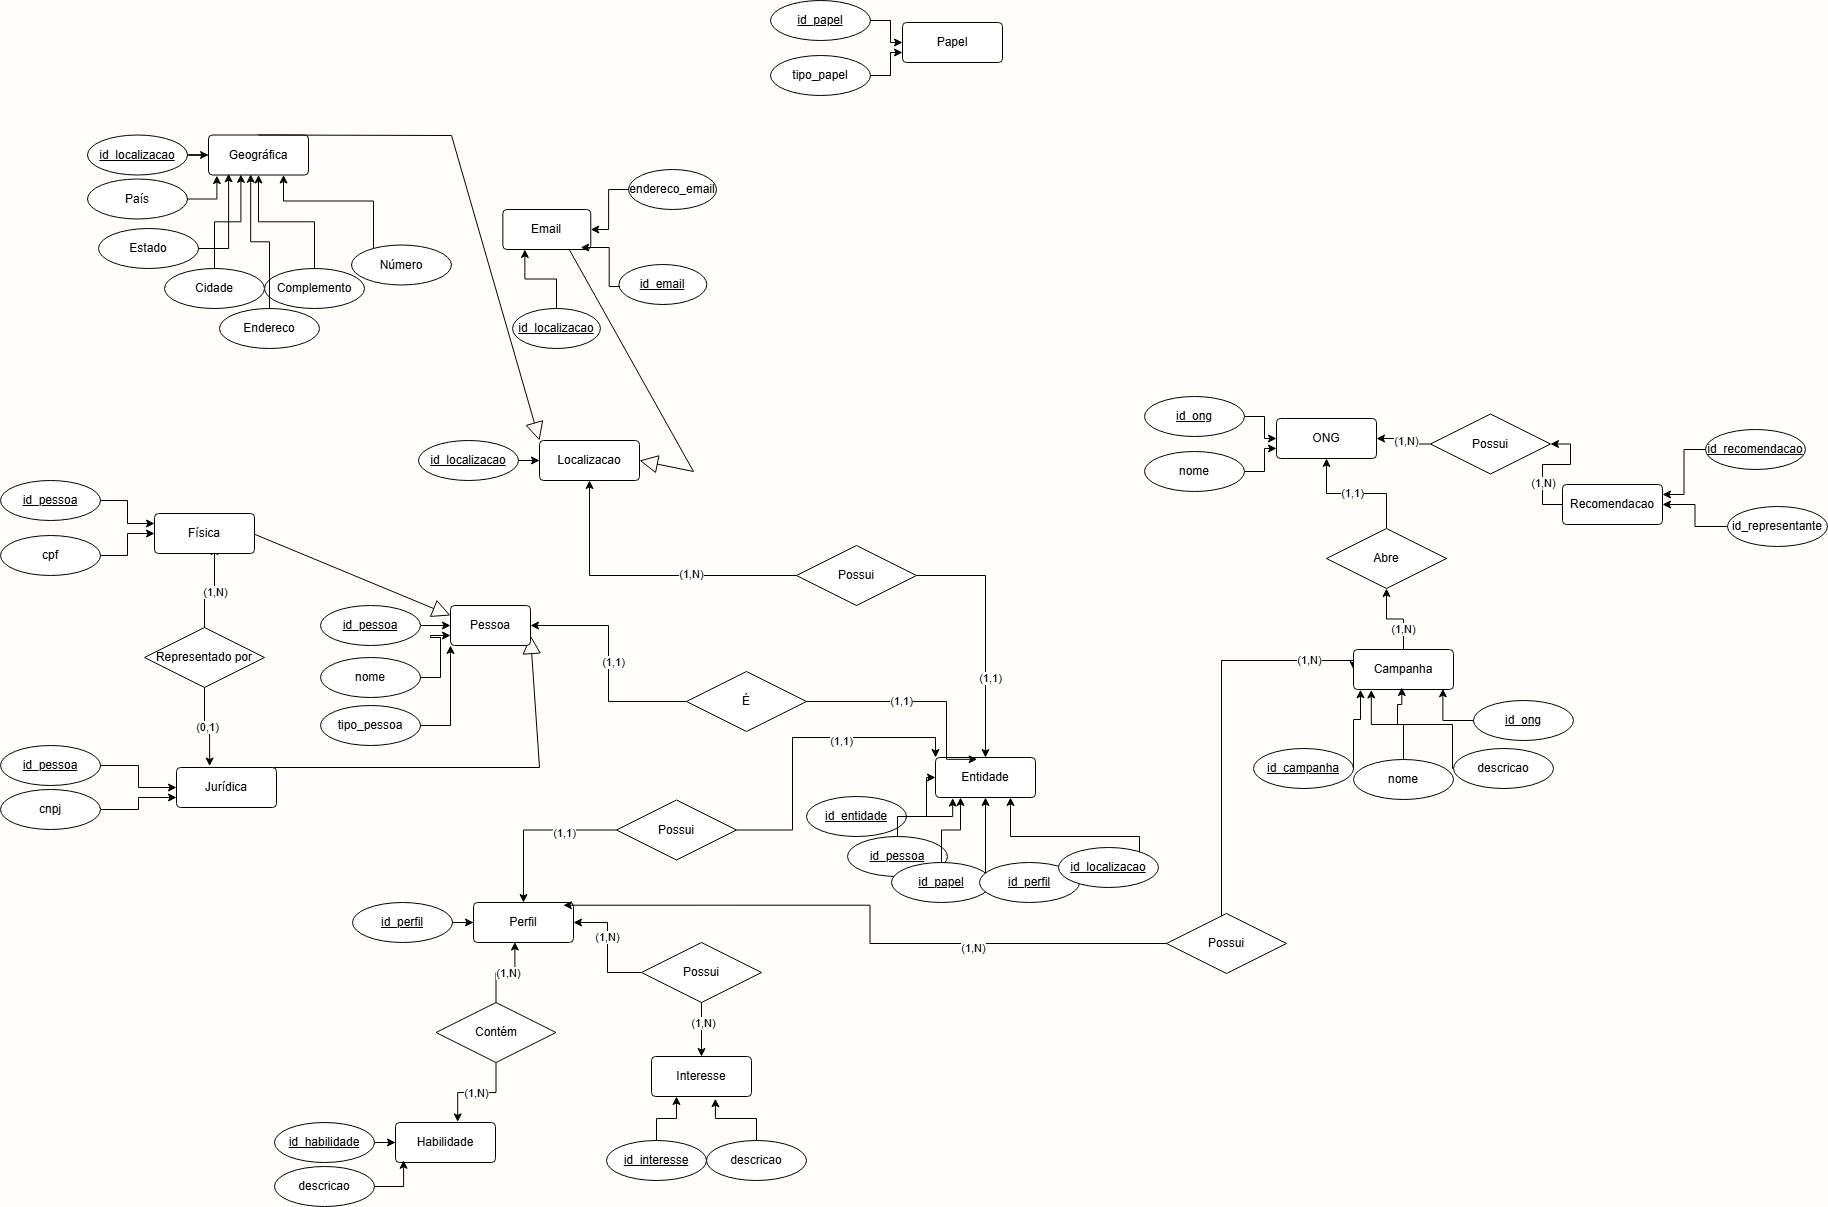 id_papel
Papel
tipo_papel
id_localizacao
Geográfica
País
Estado
Cidade
Complemento
Número
Endereco
endereco_email
Email
id_email
id_localizacao
id_localizacao
Localizacao
id_ong
ONG
nome
(1,N)
Possui
id_recomendacao
(1,N)
Recomendacao
id_representante
(1,1)
Abre
(1,N)
Campanha
(1,N)
id_ong
id_campanha
nome
descricao
id_pessoa
Física
cpf
(1,N)
Representado por
(0,1)
id_pessoa
Jurídica
cnpj
id_pessoa
Pessoa
nome
tipo_pessoa
(1,N)
Possui
(1,1)
(1,1)
É
(1,1)
(1,1)
Entidade
id_entidade
id_pessoa
id_papel
id_perfil
id_localizacao
(1,1)
Possui
id_perfil
Perfil
(1,N)
Possui
(1,N)
Possui
(1,N)
(1,N)
Contém
(1,N)
Interesse
id_interesse
descricao
id_habilidade
Habilidade
descricao